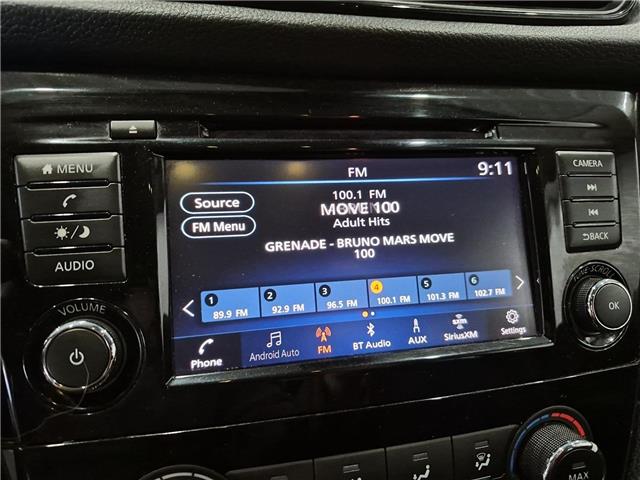 MENU
AUDIO
VOLUME
FM
9:11
Source
FM Menu
100.1 FM
MOVE 100
Adult Hits
GRENADE - BRUNO MARS MOVE
100
1 89.9 FM
2 92.9 FM
3 96.5 FM
4 100.1 FM
5 101.3 FM
6 102.7 FM
Phone
Android Auto
FM
BT Audio
AUX
sxm
SiriusXM
Settings
CAMERA
BACK
TUNE·SCROLL
OK
MAX